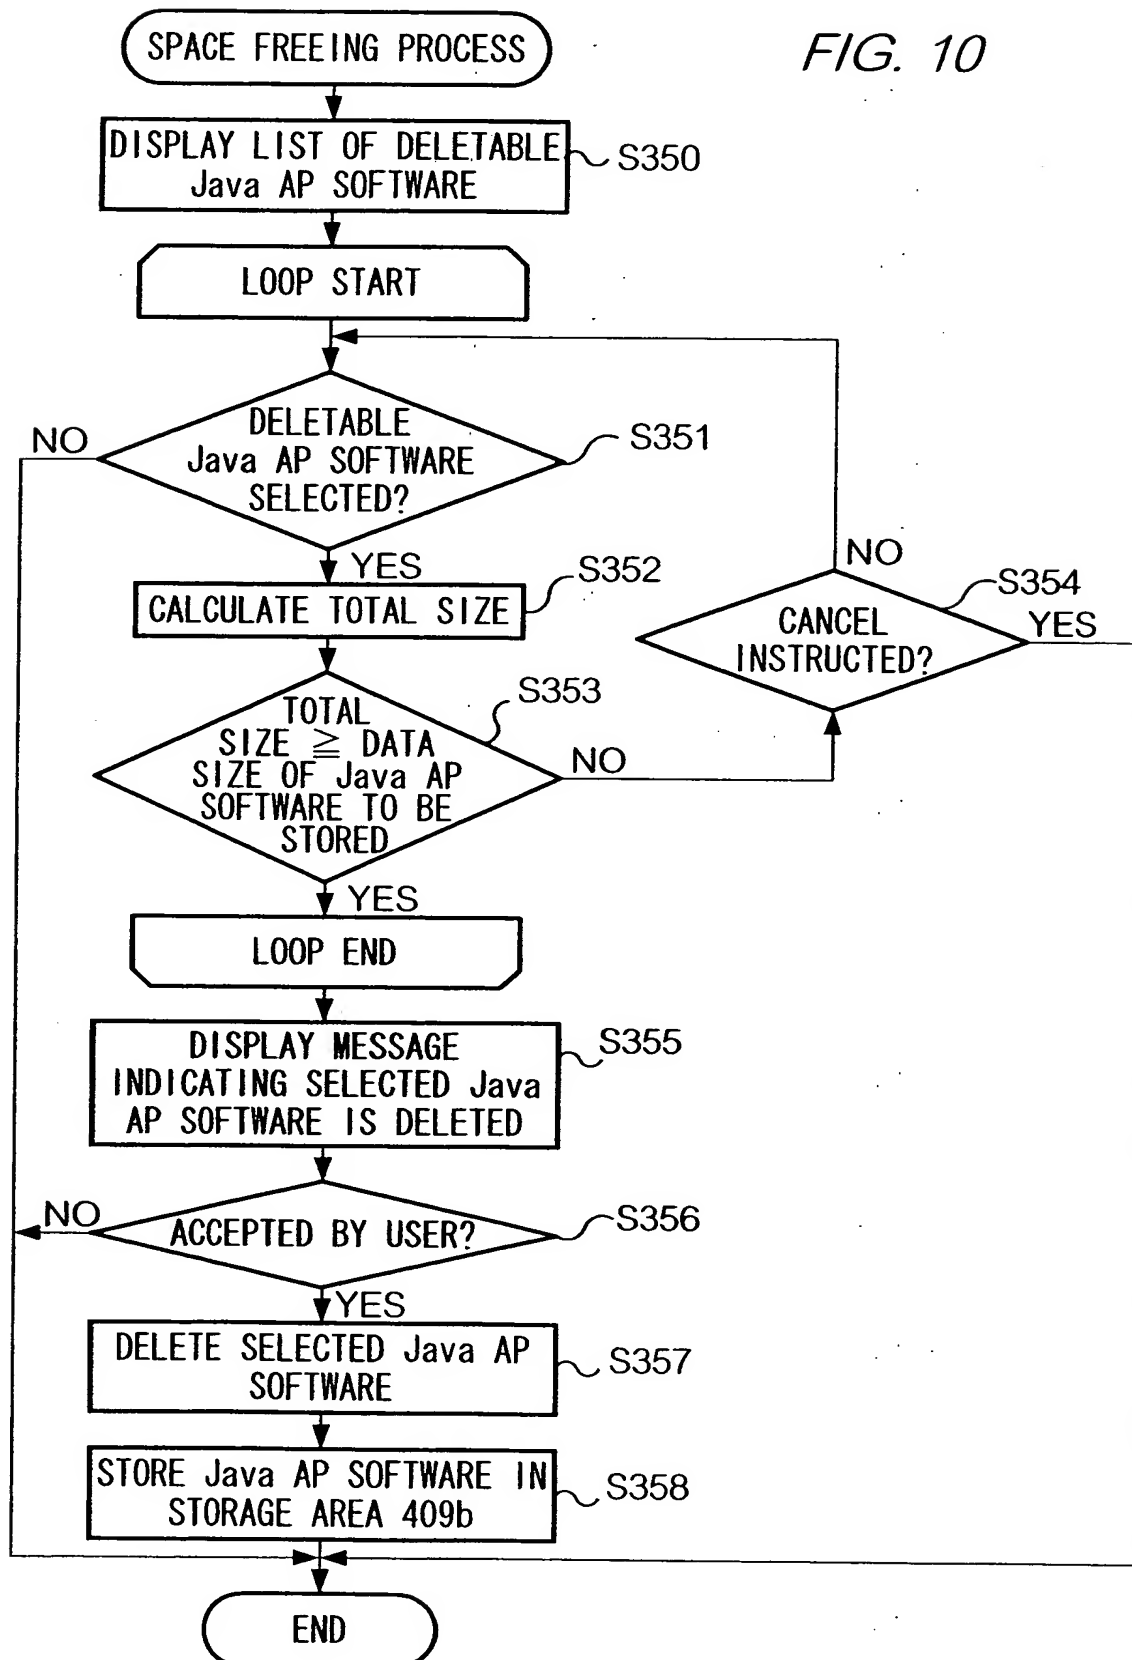 SPACE FREEING PROCESS
FIG. 10
DISPLAY LIST OF DELETABLE
Java AP SOFTWARE
S350
LOOP START
DELETABLE
Java AP SOFTWARE
SELECTED?
NO
S351
YES
CALCULATE TOTAL SIZE
S352
NO
S354
CANCEL
INSTRUCTED?
YES
S353
TOTAL
SIZE ≧ DATA
SIZE OF Java AP
SOFTWARE TO BE
STORED
NO
YES
LOOP END
DISPLAY MESSAGE
INDICATING SELECTED Java
AP SOFTWARE IS DELETED
S355
NO
ACCEPTED BY USER?
S356
YES
DELETE SELECTED Java AP
SOFTWARE
S357
STORE Java AP SOFTWARE IN
STORAGE AREA 409b
S358
END